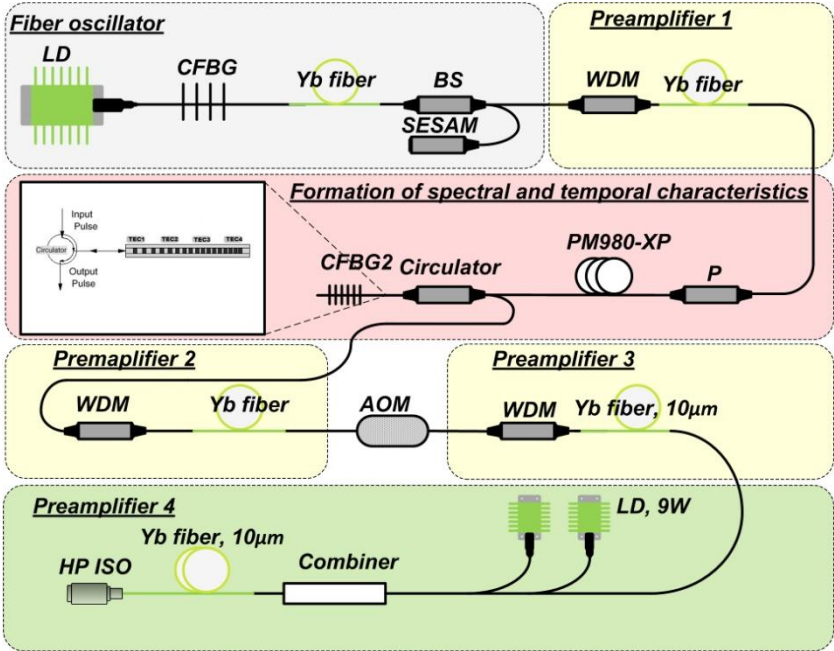 Fiber oscillator
LD
CFBG
Yb fiber
BS
SESAM
Preamplifier 1
WDM
Yb fiber
Formation of spectral and temporal characteristics
Input
Pulse
Circulator
Output
Pulse
TEC1 TEC2 TEC3 TEC4
CFBG2
Circulator
PM980-XP
P
Premaplifier 2
WDM
Yb fiber
AOM
Preamplifier 3
WDM
Yb fiber, 10μm
Preamplifier 4
HP ISO
Yb fiber, 10μm
Combiner
LD, 9W